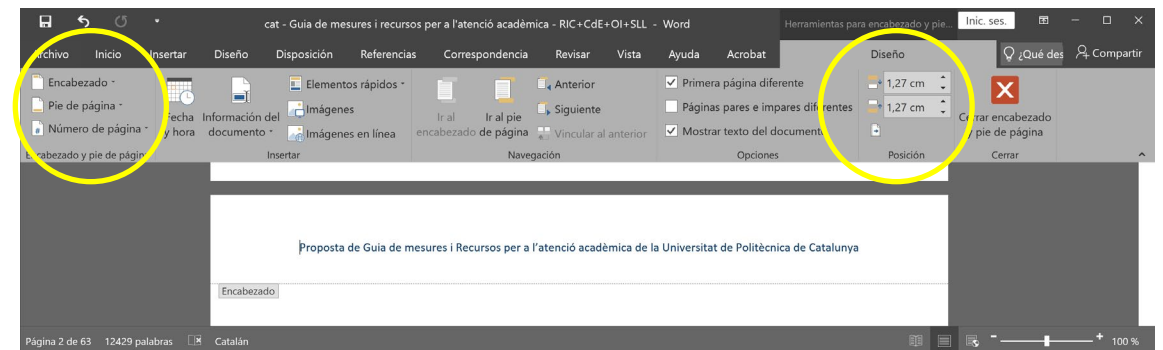 cat - Guia de mesures i recursos per a l'atenció acadèmica - RIC+CdE+OI+SLL - Word
Herramientas para encabezado y pie...
Inic. ses.
Archivo Inicio Insertar Diseño Disposición Referencias Correspondencia Revisar Vista Ayuda Acrobat Diseño ¿Qué des Compartir
Encabezado
Pie de página
Número de página
Encabezado y pie de página
Fecha
y hora
Información del
documento
Elementos rápidos
Imágenes
Imágenes en línea
Insertar
Ir al
encabezado
Ir al pie
de página
Anterior
Siguiente
Vincular al anterior
Navegación
Primera página diferente
Páginas pares e impares diferentes
Mostrar texto del documento
Opciones
1,27 cm
1,27 cm
Posición
Cerrar encabezado
y pie de página
Cerrar
Proposta de Guia de mesures i Recursos per a l'atenció acadèmica de la Universitat de Politècnica de Catalunya
Encabezado
Página 2 de 63 12429 palabras Catalán 100 %